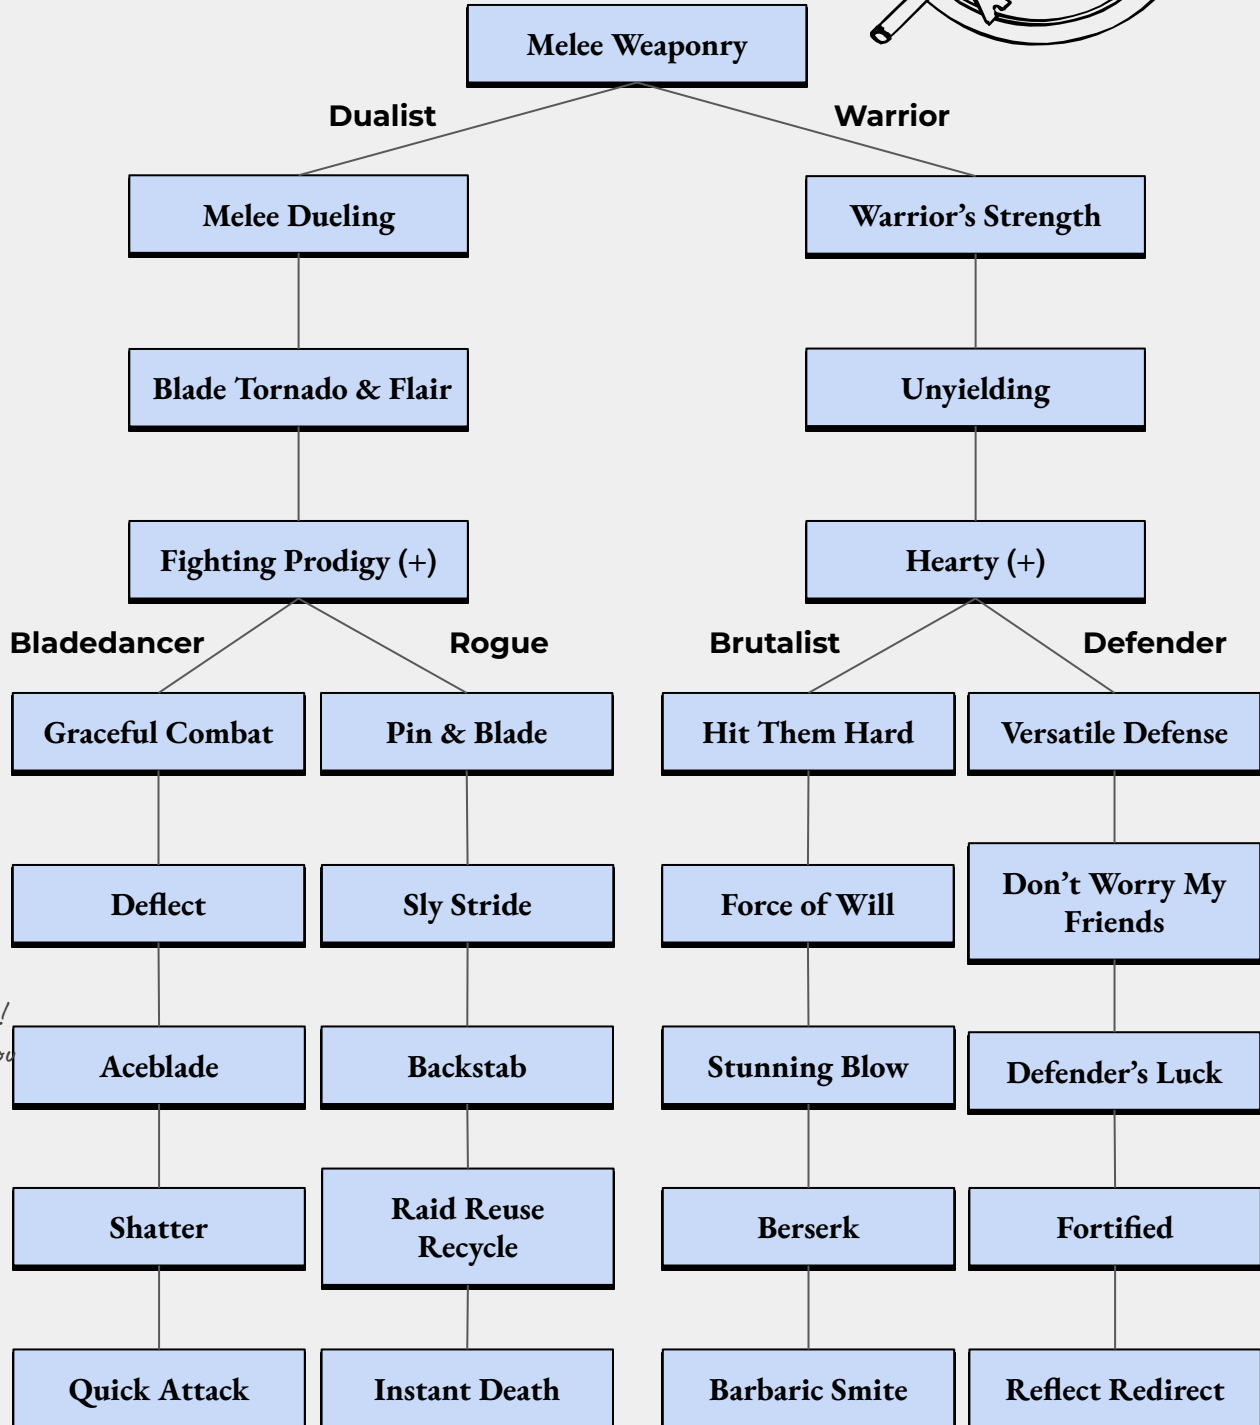 Melee Weaponry
Dualist
Warrior
Melee Dueling
Warrior’s Strength
Blade Tornado & Flair
Unyielding
Fighting Prodigy (+)
Hearty (+)
Bladedancer
Rogue
Brutalist
Defender
Graceful Combat
Pin & Blade
Hit Them Hard
Versatile Defense
Deflect
Sly Stride
Force of Will
Don’t Worry My
Friends
Aceblade
Backstab
Stunning Blow
Defender’s Luck
Shatter
Raid Reuse
Recycle
Berserk
Fortified
Quick Attack
Instant Death
Barbaric Smite
Reflect Redirect